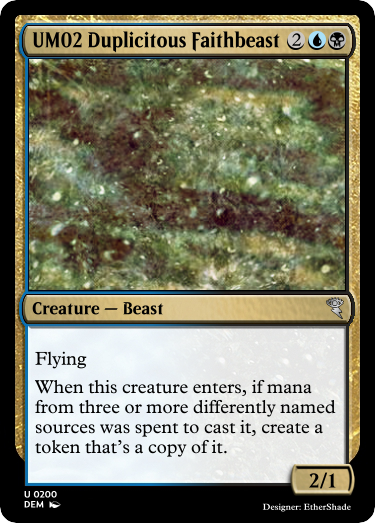 UM02 Duplicitous Faithbeast 2
Creature — Beast
Flying
When this creature enters, if mana
from three or more differently named
sources was spent to cast it, create a
token that's a copy of it.
2/1
U 0200
DEM
Designer: EtherShade